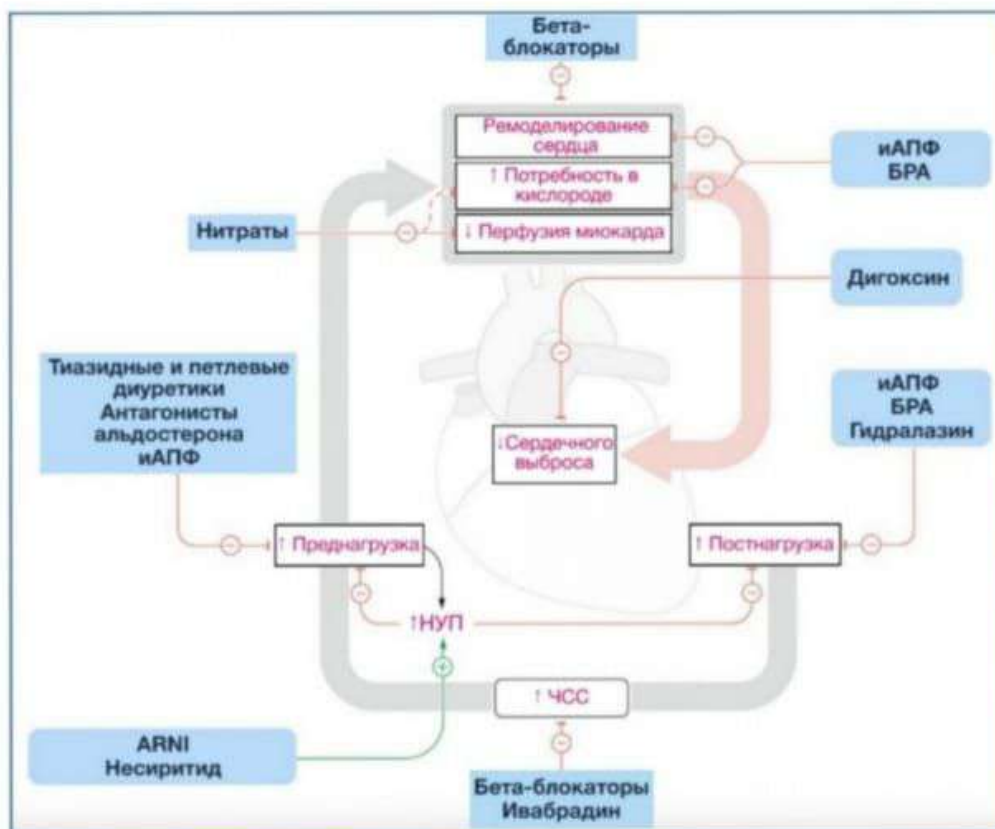 Бета-
блокаторы
Ремоделирование
сердца
↑ Потребность в
кислороде
↓ Перфузия миокарда
иАПФ
БРА
Нитраты
Дигоксин
Тиазидные и петлевые
диуретики
Антагонисты
альдостерона
иАПФ
иАПФ
БРА
Гидралазин
↓Сердечного
выброса
↑ Преднагрузка
↑ Постнагрузка
↑НУП
↑ ЧСС
ARNI
Несиритид
Бета-блокаторы
Ивабрадин